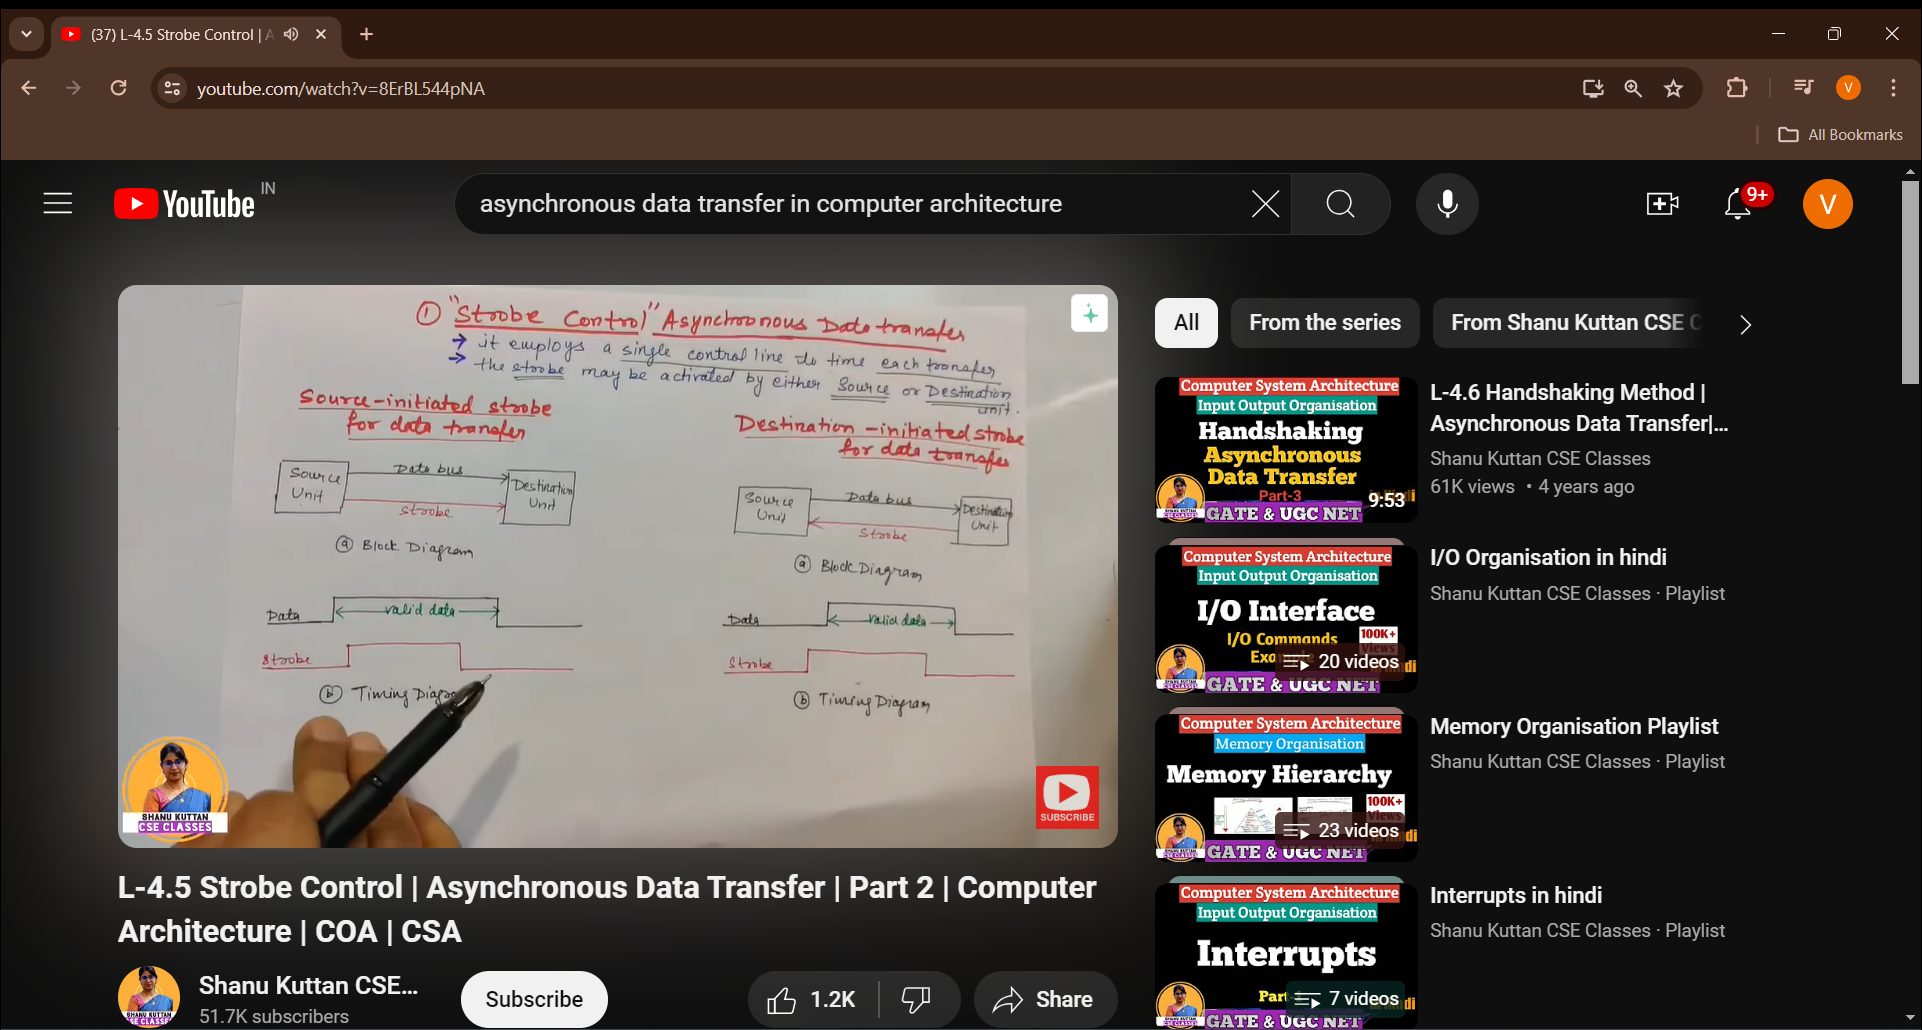 (37) L-4.5 Strobe Control | A
youtube.com/watch?v=8ErBL544pNA
All Bookmarks
YouTube IN
asynchronous data transfer in computer architecture
9+
V
V
① "Strobe Control" Asynchronous Data transfer
→ it employs a single control line to time each transfer
→ the strobe may be activated by either Source or Destination
unit.
Source-initiated strobe
for data transfer
Source
Unit
Data bus
Strobe
Destination
Unit
ⓐ Block Diagram
Data
valid data
Strobe
ⓑ Timing Diagram
Destination-initiated strobe
for data transfer
Source
Unit
Data bus
Strobe
Destination
Unit
ⓐ Block Diagram
Data
valid data
Strobe
ⓑ Timing Diagram
SHANU KUTTAN
CSE CLASSES
SUBSCRIBE
L-4.5 Strobe Control | Asynchronous Data Transfer | Part 2 | Computer
Architecture | COA | CSA
Shanu Kuttan CSE...
51.7K subscribers
Subscribe
1.2K
Share
All
From the series
From Shanu Kuttan CSE C
Computer System Architecture
Input Output Organisation
Handshaking
Asynchronous
Data Transfer
Part-3
9:53
GATE & UGC NET
L-4.6 Handshaking Method |
Asynchronous Data Transfer|...
Shanu Kuttan CSE Classes
61K views • 4 years ago
Computer System Architecture
Input Output Organisation
I/O Interface
I/O Commands
100K+
Views
20 videos
GATE & UGC NET
I/O Organisation in hindi
Shanu Kuttan CSE Classes · Playlist
Computer System Architecture
Memory Organisation
Memory Hierarchy
100K+
Views
23 videos
GATE & UGC NET
Memory Organisation Playlist
Shanu Kuttan CSE Classes · Playlist
Computer System Architecture
Input Output Organisation
Interrupts
Part
7 videos
GATE & UGC NET
Interrupts in hindi
Shanu Kuttan CSE Classes · Playlist